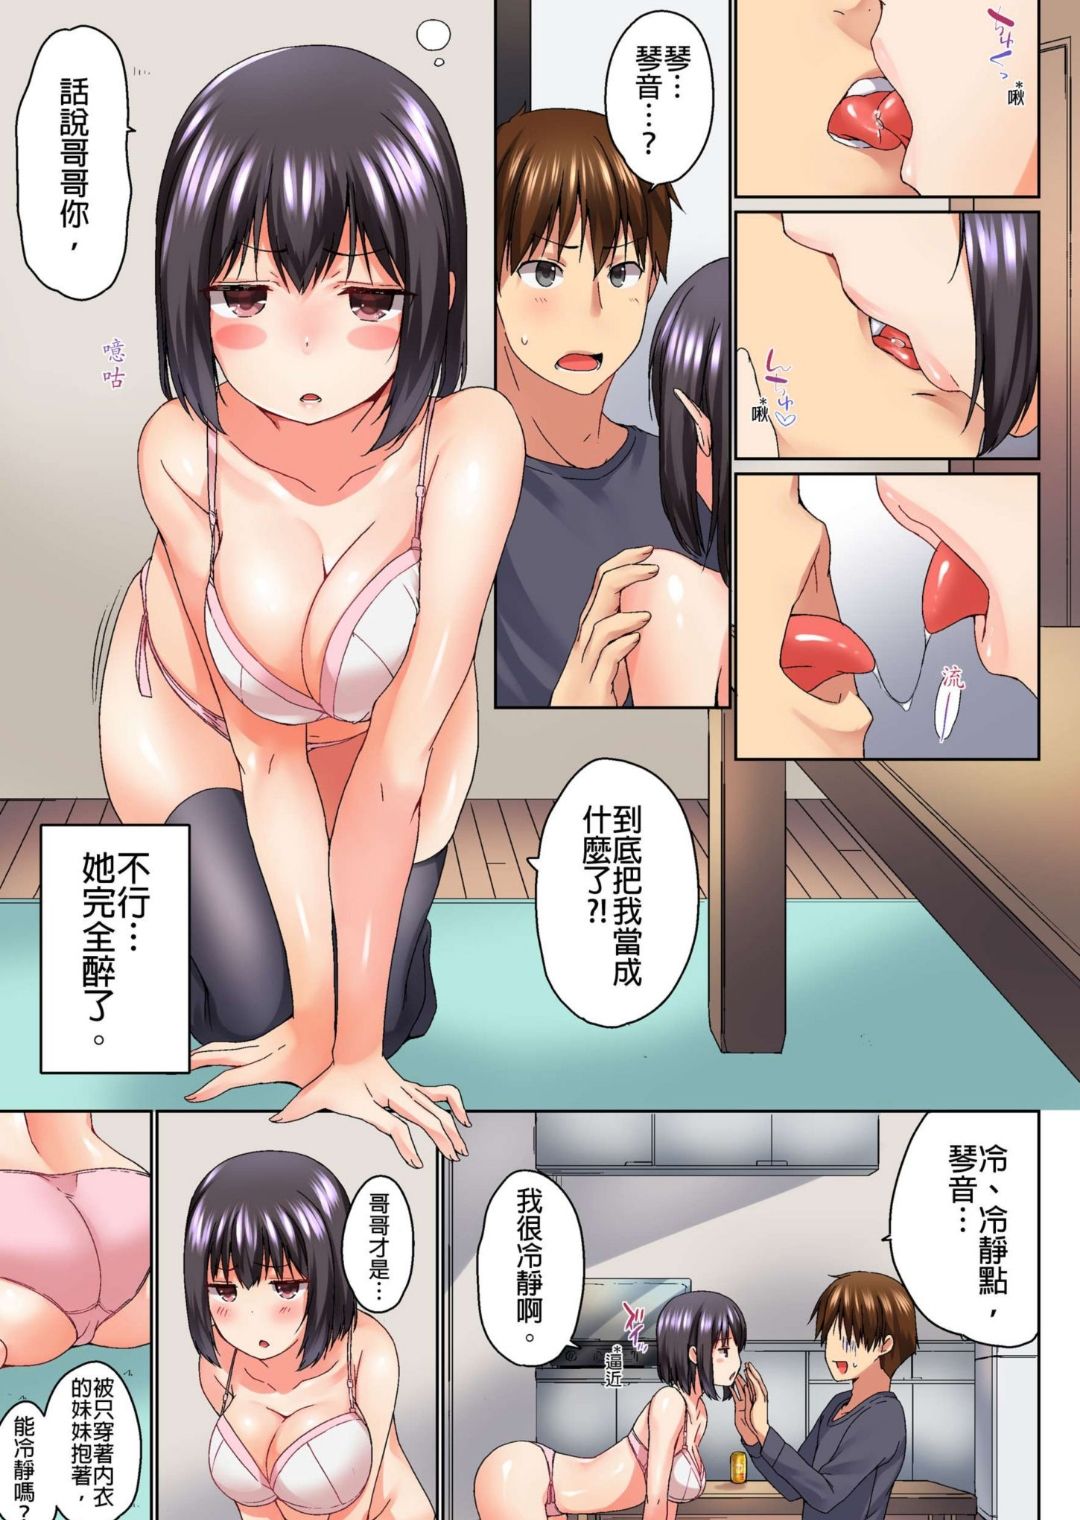 ちゅくっ
*啾
んちゅ♡
*啾
流
琴…
琴音…?
話說哥哥你，
噫咕
到底把我當成
什麼了?!
不行…
她完全醉了。
冷、冷靜點，
琴音…
我很冷靜啊。
*逼近
哥哥才是…
被只穿著內衣
的妹妹抱著，
能冷靜嗎?